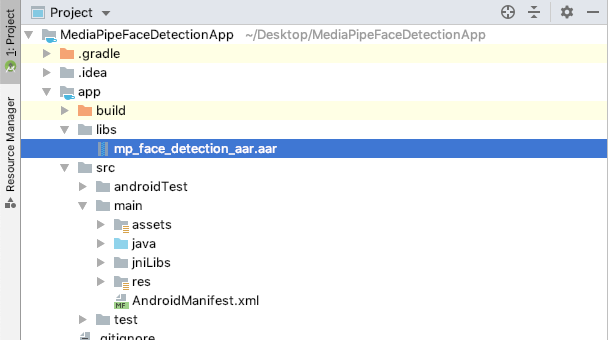 Project
1: Project
Resource Manager
MediaPipeFaceDetectionApp ~/Desktop/MediaPipeFaceDetectionApp
.gradle
.idea
app
build
libs
mp_face_detection_aar.aar
src
androidTest
main
assets
java
jniLibs
res
MF AndroidManifest.xml
test
.gitignore